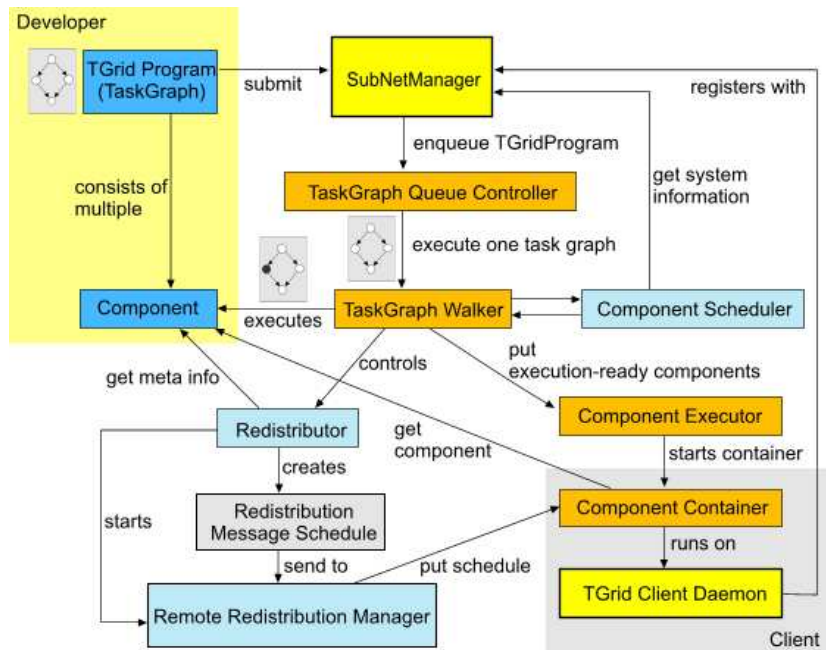 Developer
TGrid Program
(TaskGraph)
submit
SubNetManager
registers with
enqueue TGridProgram
consists of
multiple
TaskGraph Queue Controller
get system
information
execute one task graph
Component
executes
TaskGraph Walker
Component Scheduler
get meta info
controls
put
execution-ready components
Redistributor
get
component
Component Executor
creates
starts container
starts
Redistribution
Message Schedule
Component Container
send to
put schedule
runs on
Remote Redistribution Manager
TGrid Client Daemon
Client